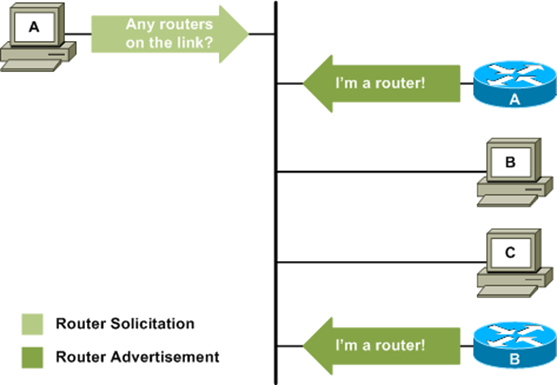 A
Any routers
on the link?
I'm a router!
A
B
C
Router Solicitation
Router Advertisement
I'm a router!
B